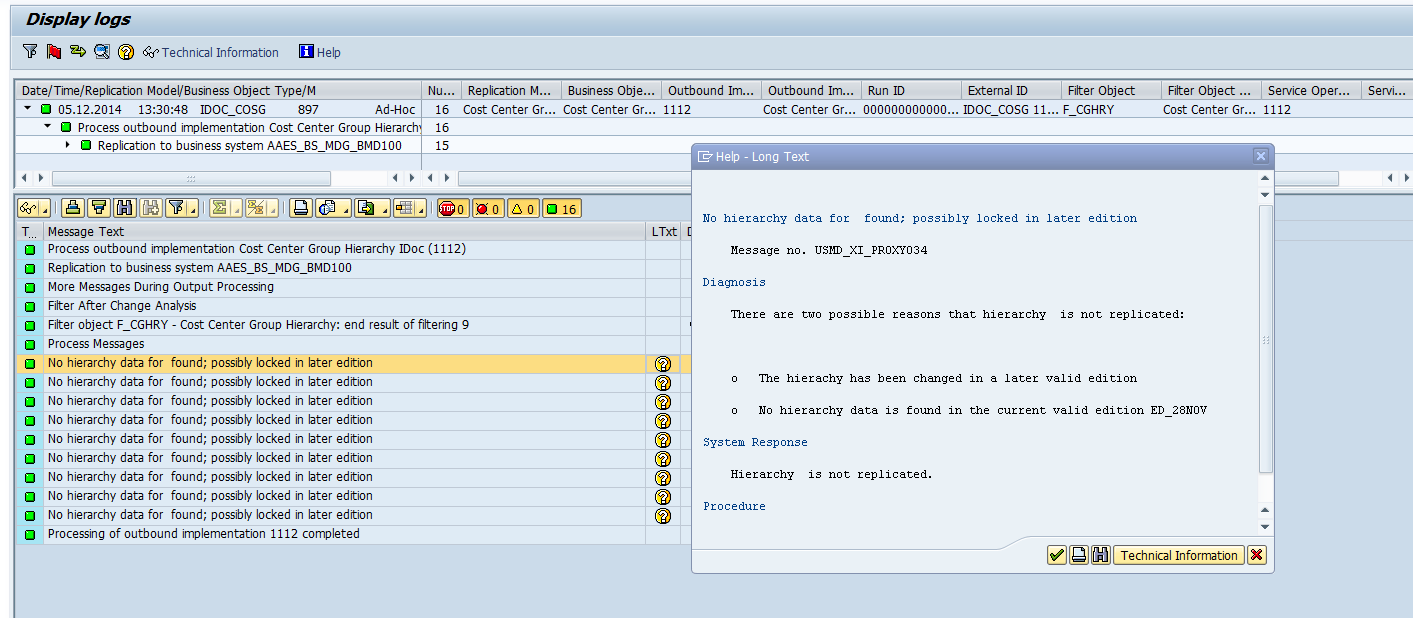 Display logs
Technical Information Help
Date/Time/Replication Model/Business Object Type/M Nu... Replication M... Business Obje... Outbound Im... Outbound Im... Run ID External ID Filter Object Filter Object ... Service Oper... Servi...
05.12.2014 13:30:48 IDOC_COSG 897 Ad-Hoc 16 Cost Center Gr... Cost Center Gr... 1112 Cost Center Gr... 000000000000... IDOC_COSG 11... F_CGHRY Cost Center Gr... 1112
Process outbound implementation Cost Center Group Hierarchy 16
Replication to business system AAES_BS_MDG_BMD100 15
STOP 0 0 0 16
T... Message Text LTxt D
Process outbound implementation Cost Center Group Hierarchy IDoc (1112)
Replication to business system AAES_BS_MDG_BMD100
More Messages During Output Processing
Filter After Change Analysis
Filter object F_CGHRY - Cost Center Group Hierarchy: end result of filtering 9
Process Messages
No hierarchy data for  found; possibly locked in later edition
No hierarchy data for  found; possibly locked in later edition
No hierarchy data for  found; possibly locked in later edition
No hierarchy data for  found; possibly locked in later edition
No hierarchy data for  found; possibly locked in later edition
No hierarchy data for  found; possibly locked in later edition
No hierarchy data for  found; possibly locked in later edition
No hierarchy data for  found; possibly locked in later edition
No hierarchy data for  found; possibly locked in later edition
Processing of outbound implementation 1112 completed
Help - Long Text
No hierarchy data for  found; possibly locked in later edition
Message no. USMD_XI_PROXY034
Diagnosis
There are two possible reasons that hierarchy  is not replicated:
o The hierachy has been changed in a later valid edition
o No hierarchy data is found in the current valid edition ED_28NOV
System Response
Hierarchy  is not replicated.
Procedure
Technical Information